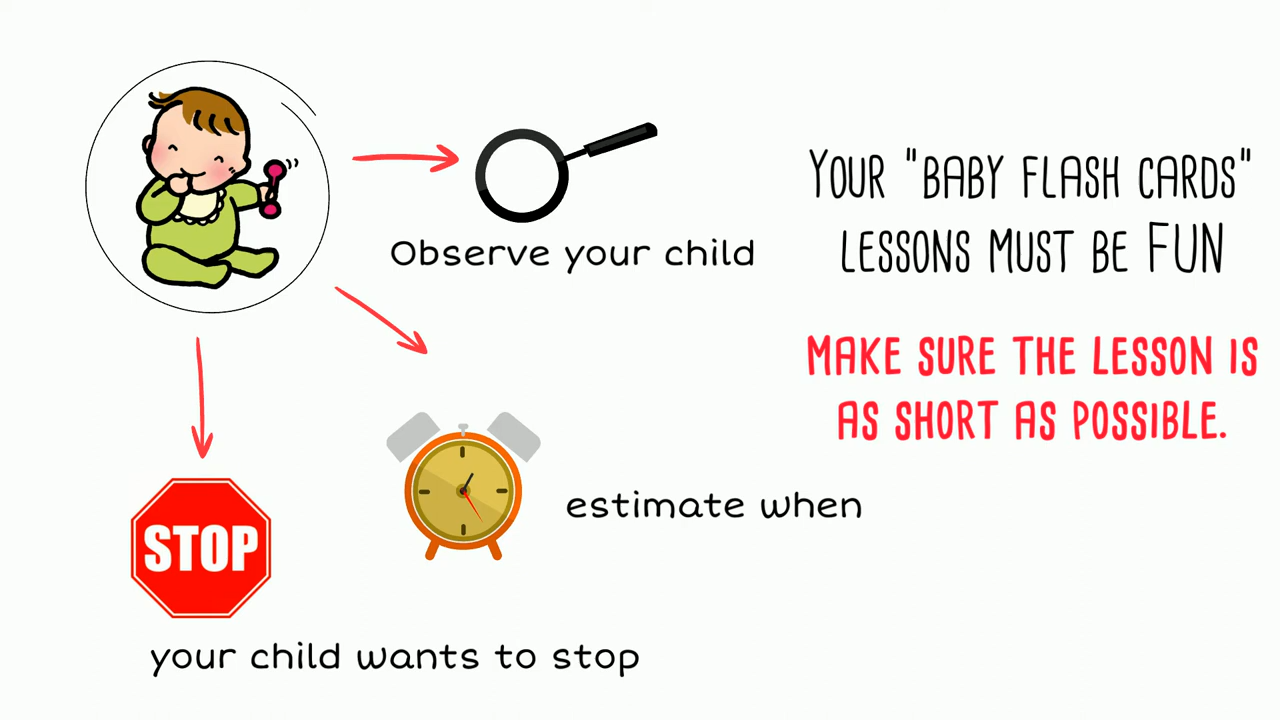 Observe your child
estimate when
STOP
your child wants to stop
YOUR "BABY FLASH CARDS"
LESSONS MUST BE FUN
MAKE SURE THE LESSON IS
AS SHORT AS POSSIBLE.